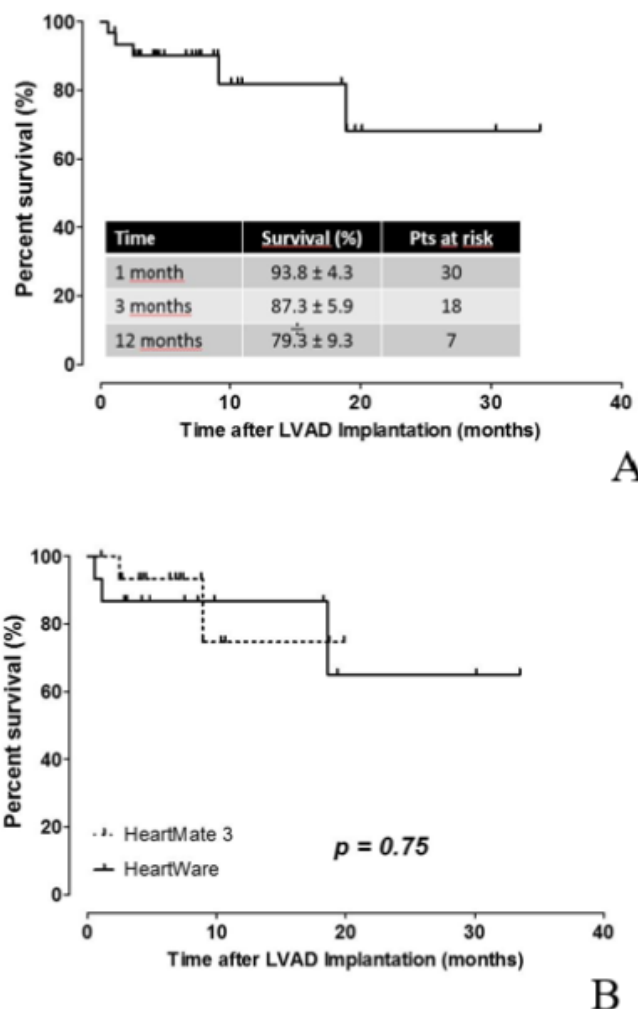 100
80
60
40
20
0
Percent survival (%)
Time Survival (%) Pts at risk
1 month 93.8 ± 4.3 30
3 months 87.3 ± 5.9 18
12 months 79.3 ± 9.3 7
0 10 20 30 40
Time after LVAD Implantation (months)
A
100
80
60
40
20
0
Percent survival (%)
HeartMate 3
HeartWare
p = 0.75
0 10 20 30 40
Time after LVAD Implantation (months)
B